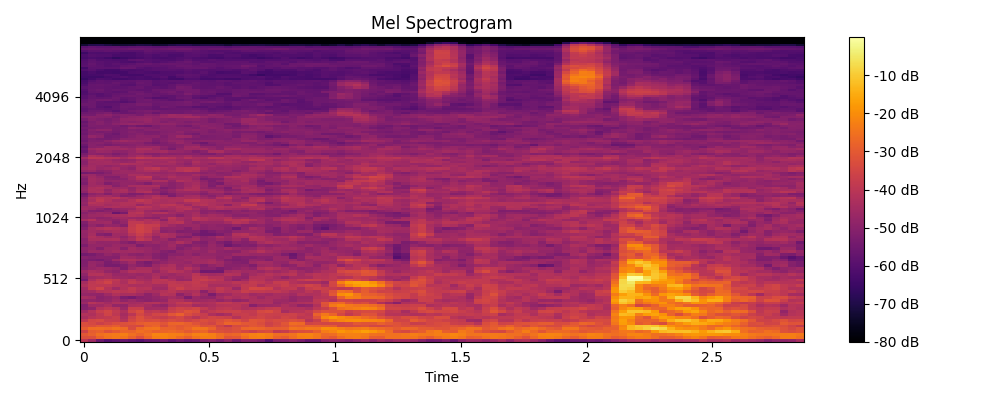 Mel Spectrogram
Hz
4096
2048
1024
512
0
0
0.5
1
1.5
2
2.5
Time
-10 dB
-20 dB
-30 dB
-40 dB
-50 dB
-60 dB
-70 dB
-80 dB